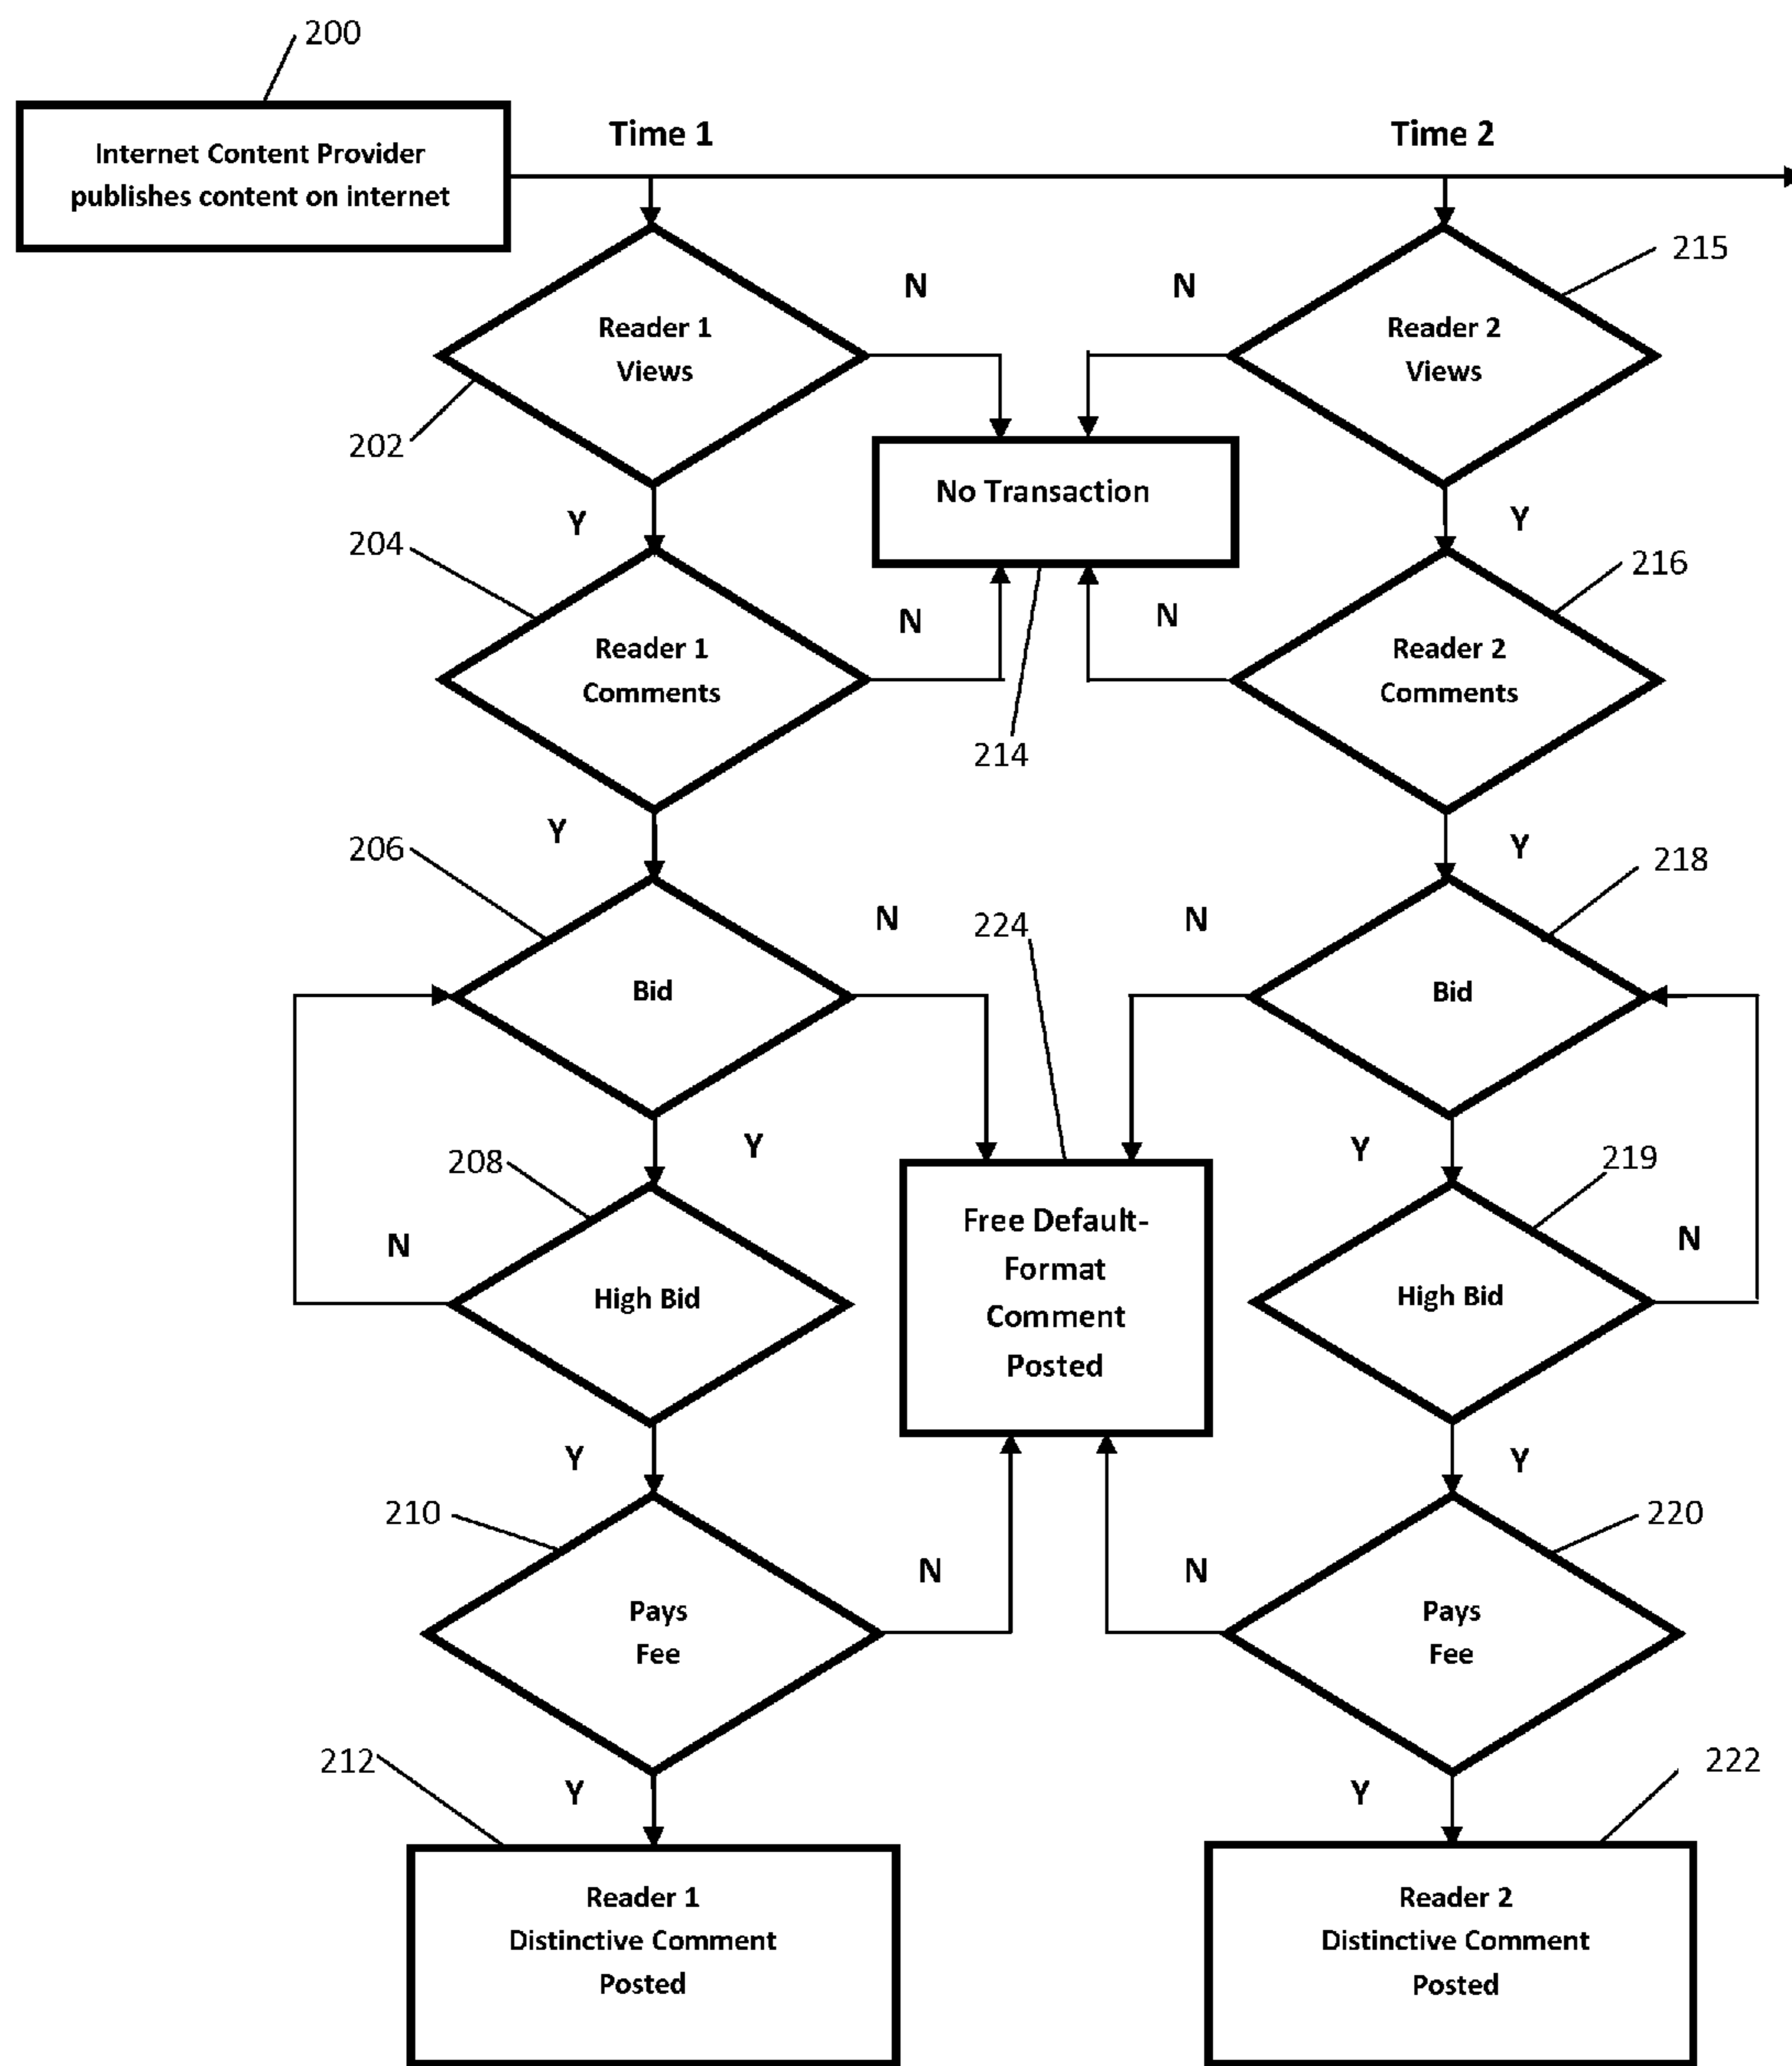 200
Internet Content Provider
publishes content on internet
Time 1
Time 2
215
N
N
Reader 1
Views
Reader 2
Views
202
No Transaction
Y
Y
204
216
N
N
Reader 1
Comments
Reader 2
Comments
214
Y
Y
206
218
N
224
N
Bid
Bid
Y
Y
208
219
N
Free Default-
Format
Comment
Posted
N
High Bid
High Bid
Y
Y
210
220
N
N
Pays
Fee
Pays
Fee
212
222
Y
Y
Reader 1
Distinctive Comment
Posted
Reader 2
Distinctive Comment
Posted